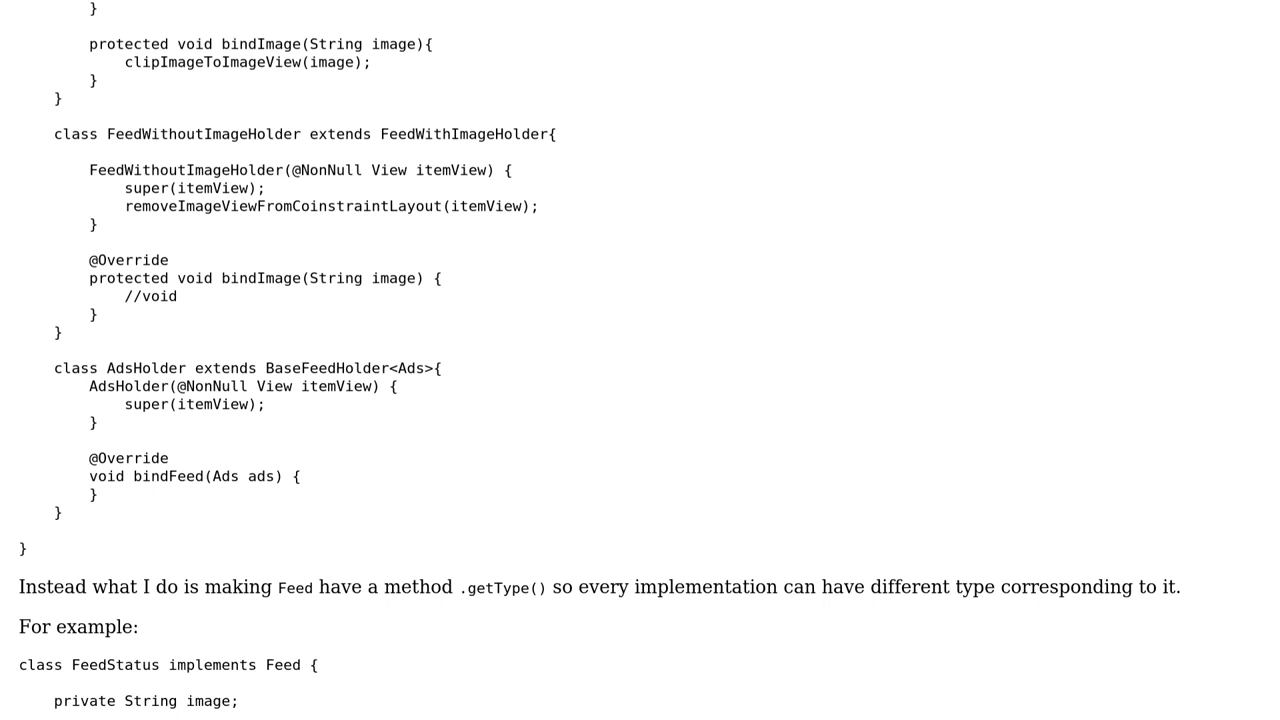 }
protected void bindImage(String image){
clipImageToImageView(image);
}
}
class FeedWithoutImageHolder extends FeedWithImageHolder{
FeedWithoutImageHolder(@NonNull View itemView) {
super(itemView);
removeImageViewFromCoinstraintLayout(itemView);
}
@Override
protected void bindImage(String image) {
//void
}
}
class AdsHolder extends BaseFeedHolder<Ads>{
AdsHolder(@NonNull View itemView) {
super(itemView);
}
@Override
void bindFeed(Ads ads) {
}
}
}
Instead what I do is making Feed have a method .getType() so every implementation can have different type corresponding to it.
For example:
class FeedStatus implements Feed {
private String image;